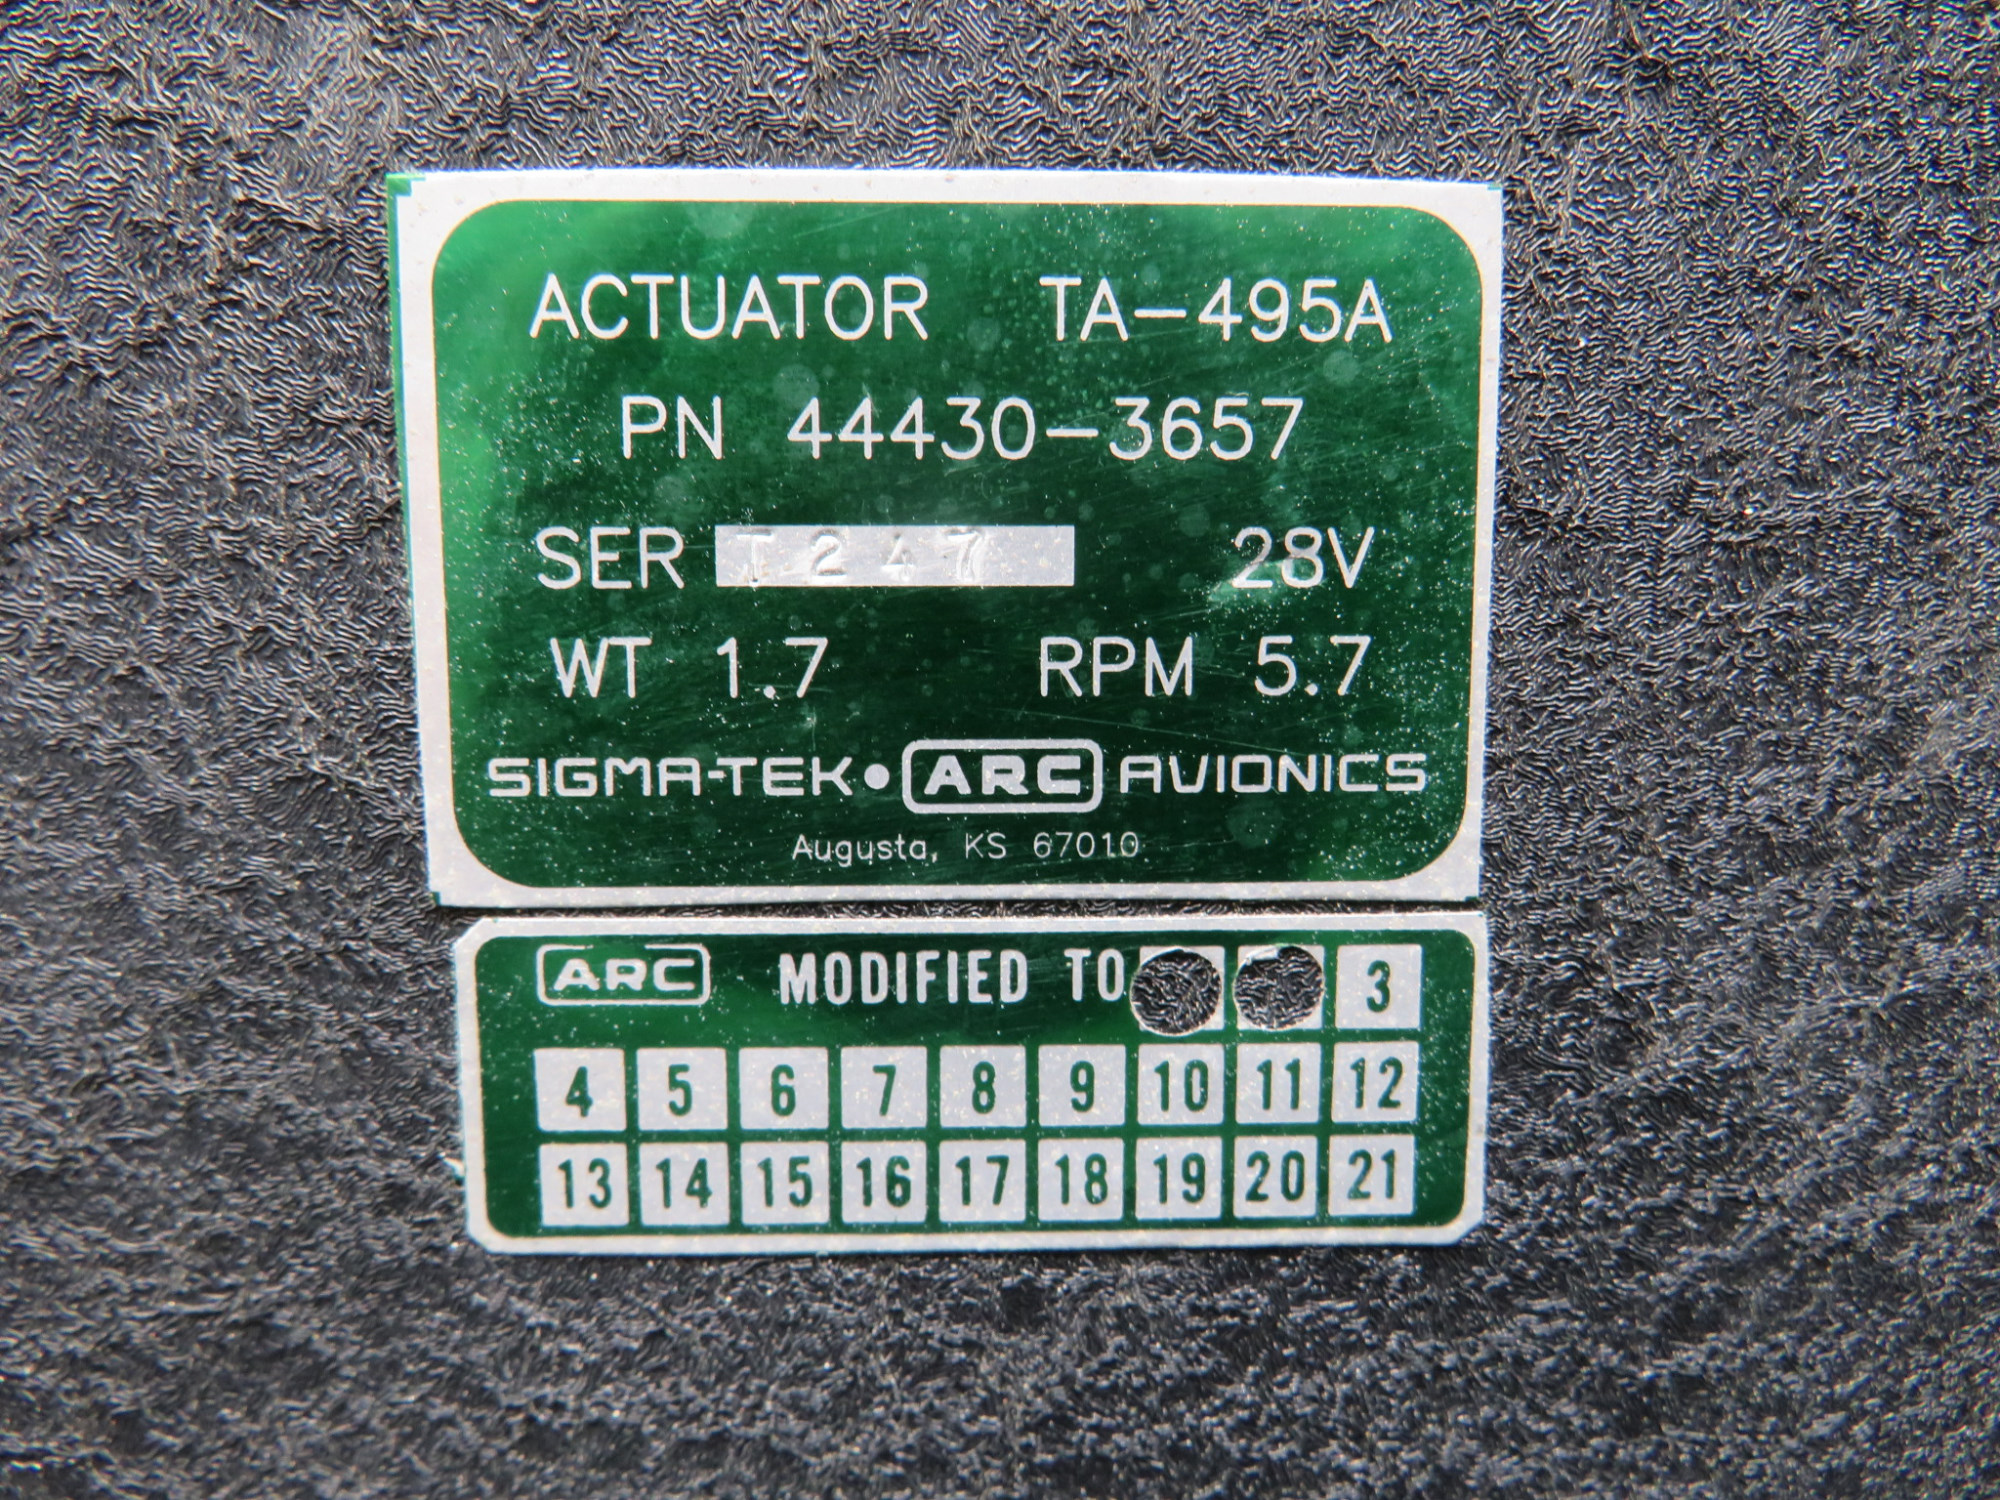 ACTUATOR TA-495A
PN 44430-3657
SER T247 28V
WT 1.7 RPM 5.7
SIGMA-TEK • ARC AVIONICS
Augusta, KS 67010
ARC MODIFIED TO 3
4 5 6 7 8 9 10 11 12
13 14 15 16 17 18 19 20 21